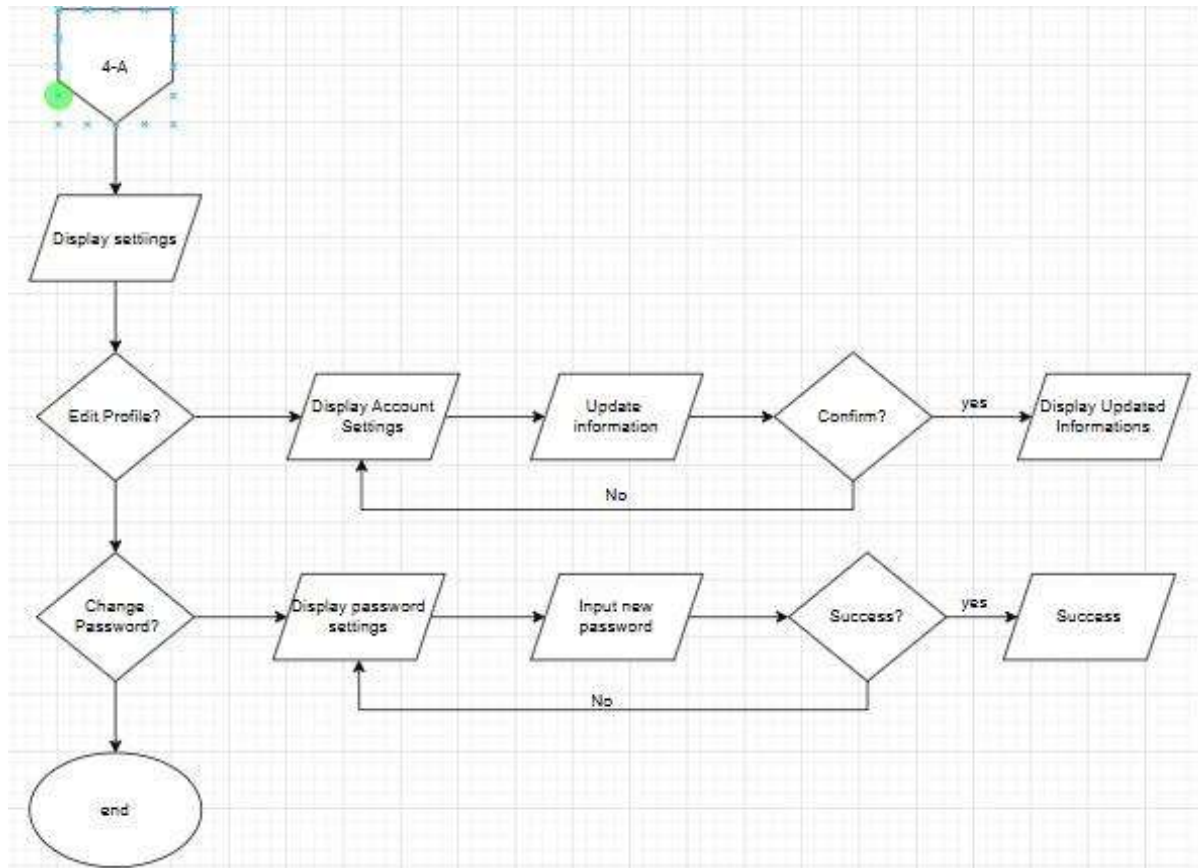 4-A
Display settiings
Edit Profile?
Display Account
Settings
Update
information
Confirm?
yes
Display Updated
Informations
No
Change
Password?
Display password
settings
Input new
password
Success?
yes
Success
No
end